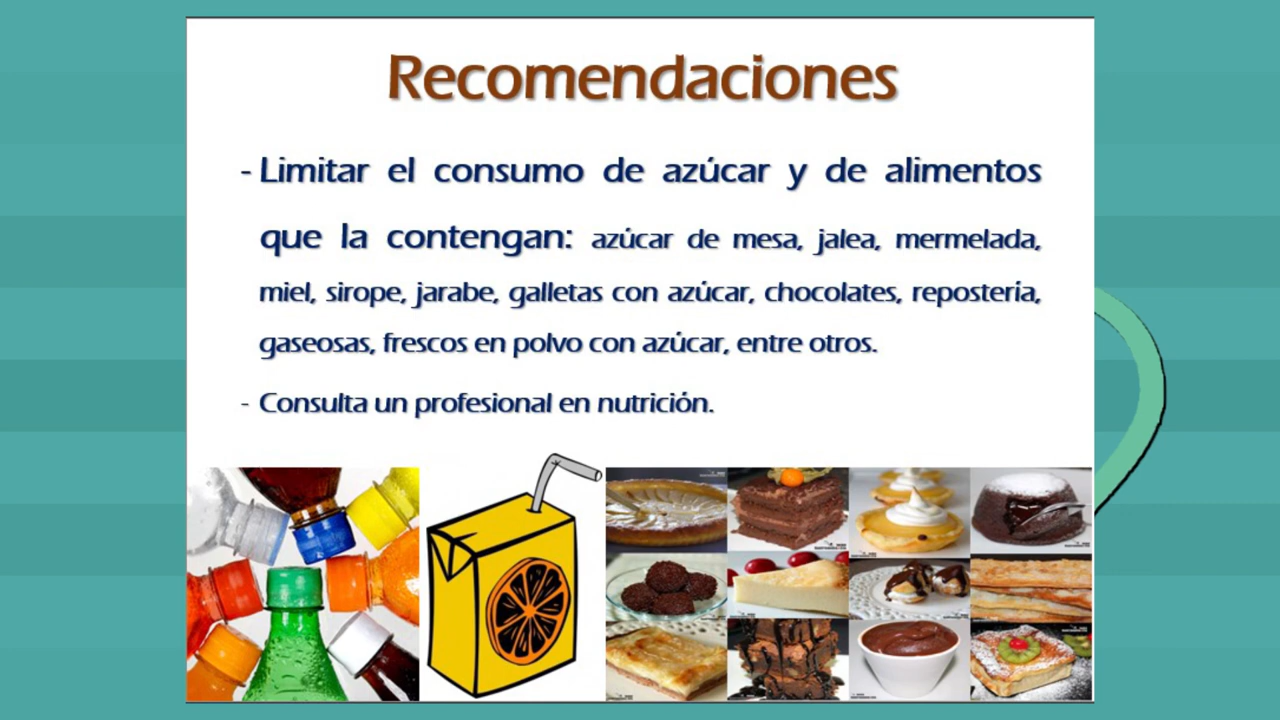 Recomendaciones
- Limitar el consumo de azúcar y de alimentos
que la contengan: azúcar de mesa, jalea, mermelada,
miel, sirope, jarabe, galletas con azúcar, chocolates, repostería,
gaseosas, frescos en polvo con azúcar, entre otros.
- Consulta un profesional en nutrición.